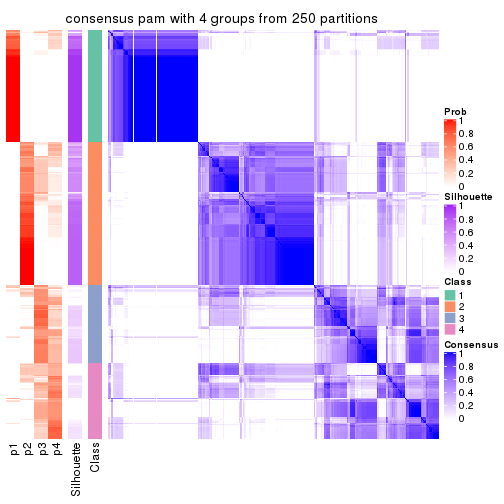 consensus pam with 4 groups from 250 partitions
Prob
1
0.8
0.6
0.4
0.2
0
Silhouette
1
0.8
0.6
0.4
0.2
0
Class
1
2
3
4
Consensus
1
0.8
0.6
0.4
0.2
0
p1
p2
p3
p4
Silhouette
Class